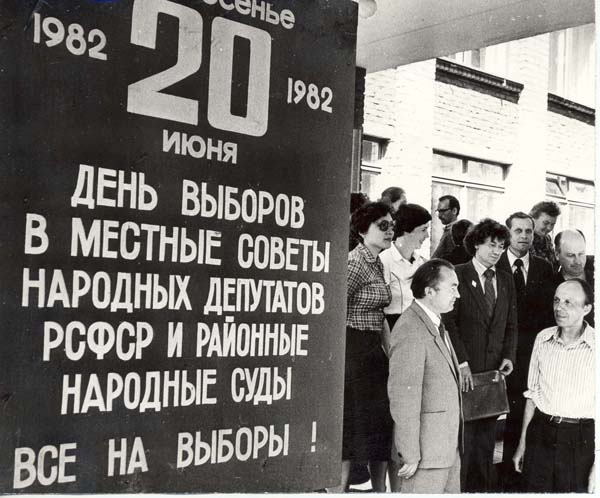 1982 20 1982
ИЮНЯ
ДЕНЬ ВЫБОРОВ
В МЕСТНЫЕ СОВЕТЫ
НАРОДНЫХ ДЕПУТАТОВ
РСФСР И РАЙОННЫЕ
НАРОДНЫЕ СУДЫ
ВСЕ НА ВЫБОРЫ !